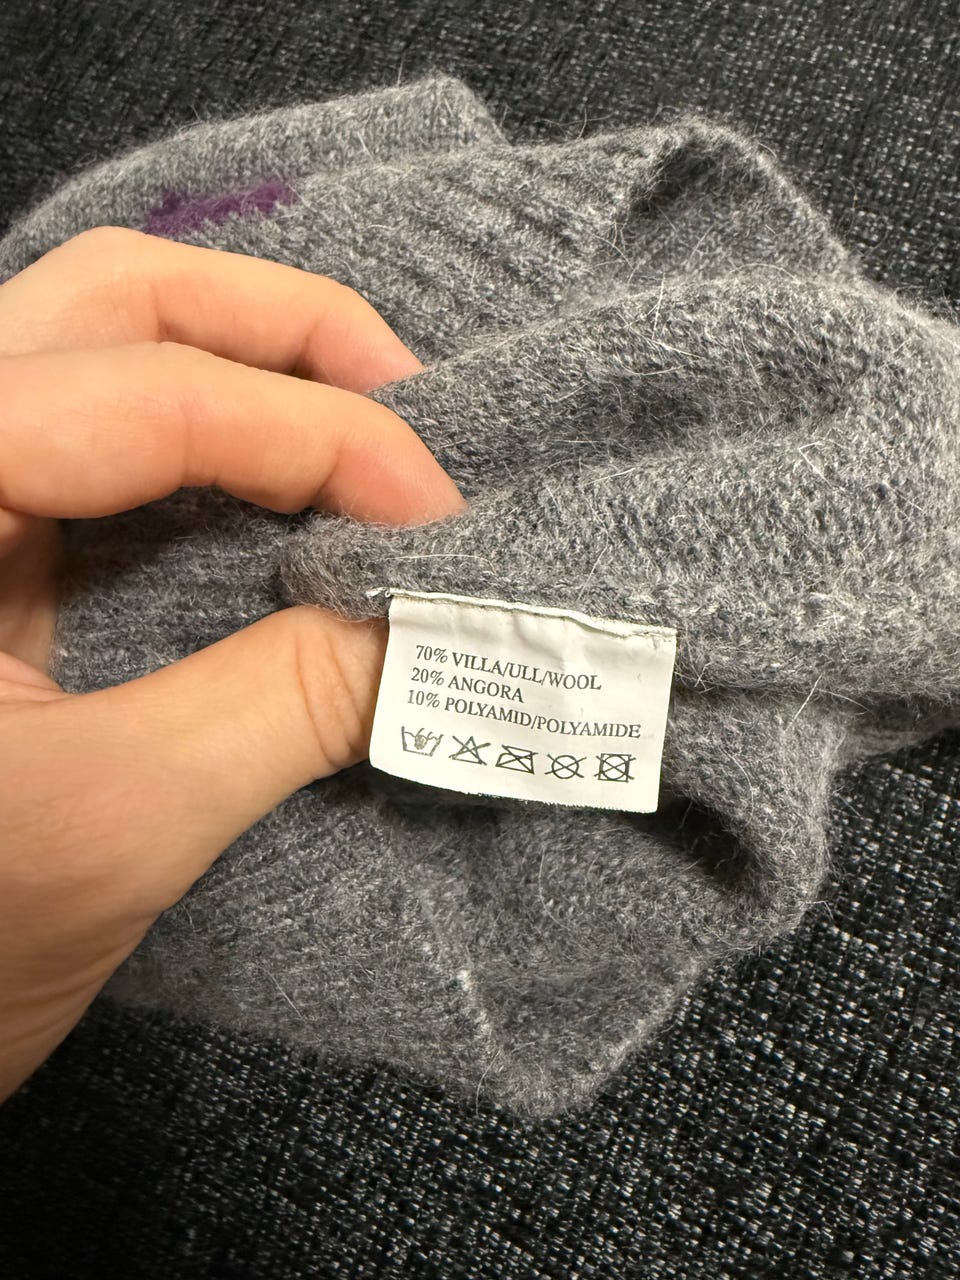 70% VILLA/ULL/WOOL
20% ANGORA
10% POLYAMID/POLYAMIDE